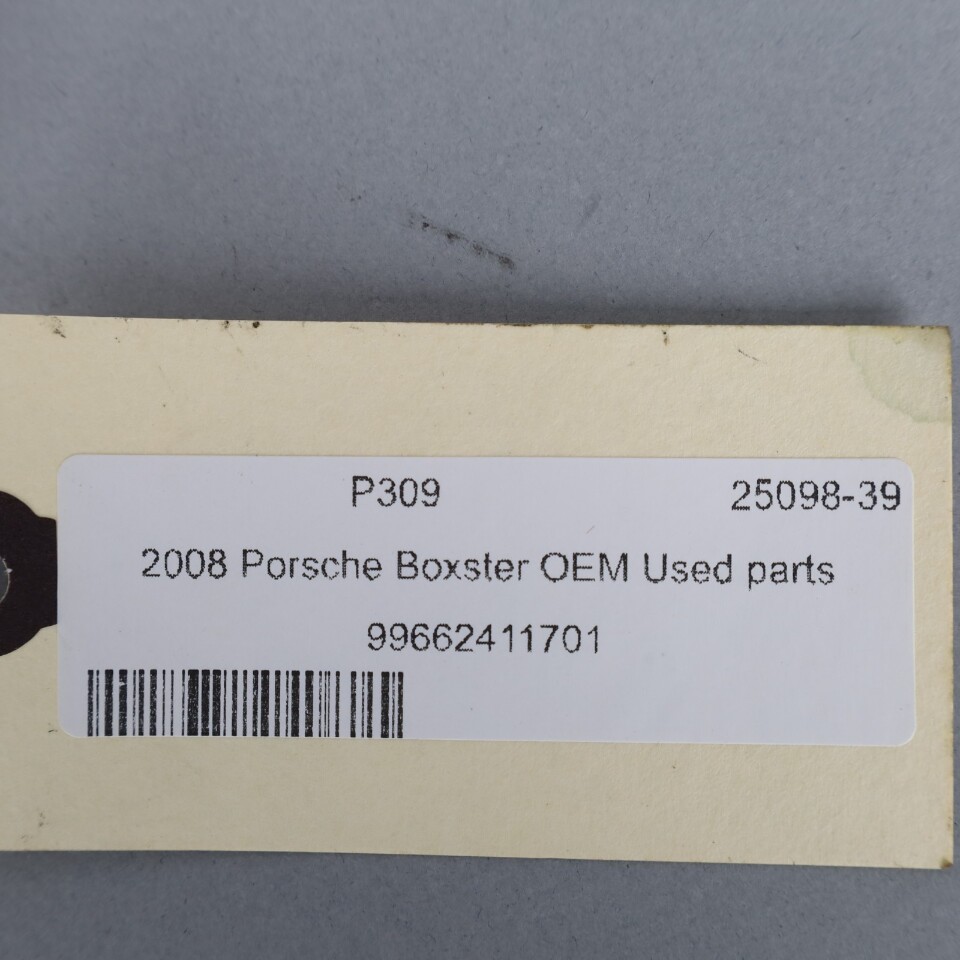 P309 25098-39
2008 Porsche Boxster OEM Used parts
99662411701